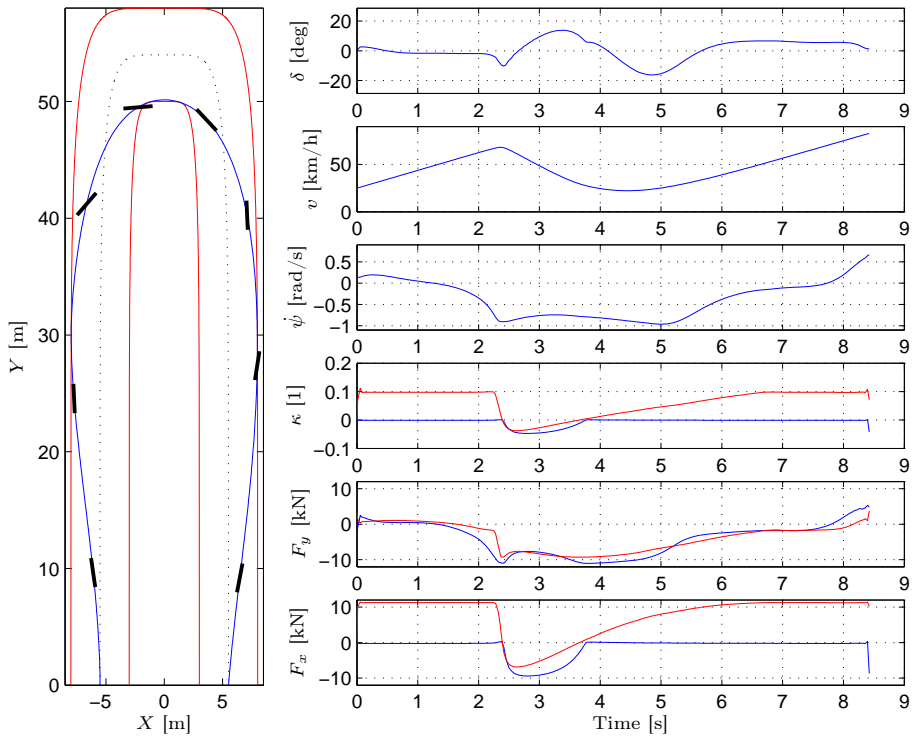 Y [m]
50
40
30
20
10
0
−5 0 5
X [m]
δ [deg]
20
0
−20
0 1 2 3 4 5 6 7 8 9
v [km/h]
50
0
0 1 2 3 4 5 6 7 8 9
ψ̇ [rad/s]
0.5
0
−0.5
−1
0 1 2 3 4 5 6 7 8 9
κ [1]
0.2
0.1
0
−0.1
0 1 2 3 4 5 6 7 8 9
F_y [kN]
10
0
−10
0 1 2 3 4 5 6 7 8 9
F_x [kN]
10
0
−10
0 1 2 3 4 5 6 7 8 9
Time [s]